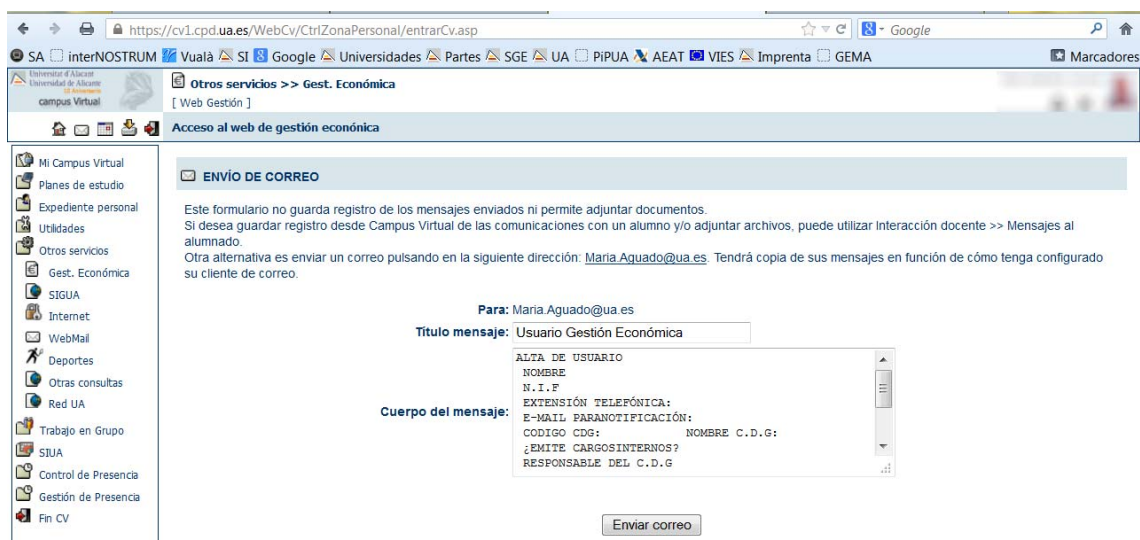 https://cv1.cpd.ua.es/WebCv/CtrlZonaPersonal/entrarCv.asp
Google
SA interNOSTRUM Vualà SI Google Universidades Partes SGE UA PiPUA AEAT VIES Imprenta GEMA Marcadores
Universitat d'Alacant
Universidad de Alicante
campus Virtual
Otros servicios >> Gest. Económica
[ Web Gestión ]
Acceso al web de gestión econónica
Mi Campus Virtual
Planes de estudio
Expediente personal
Utilidades
Otros servicios
Gest. Económica
SIGUA
Internet
WebMail
Deportes
Otras consultas
Red UA
Trabajo en Grupo
SIUA
Control de Presencia
Gestión de Presencia
Fin CV
ENVÍO DE CORREO
Este formulario no guarda registro de los mensajes enviados ni permite adjuntar documentos.
Si desea guardar registro desde Campus Virtual de las comunicaciones con un alumno y/o adjuntar archivos, puede utilizar Interacción docente >> Mensajes al
alumnado.
Otra alternativa es enviar un correo pulsando en la siguiente dirección: Maria.Aguado@ua.es. Tendrá copia de sus mensajes en función de cómo tenga configurado
su cliente de correo.
Para: Maria.Aguado@ua.es
Título mensaje: Usuario Gestión Económica
Cuerpo del mensaje:
ALTA DE USUARIO
NOMBRE
N.I.F
EXTENSIÓN TELEFÓNICA:
E-MAIL PARANOTIFICACIÓN:
CODIGO CDG: NOMBRE C.D.G:
¿EMITE CARGOSINTERNOS?
RESPONSABLE DEL C.D.G
Enviar correo